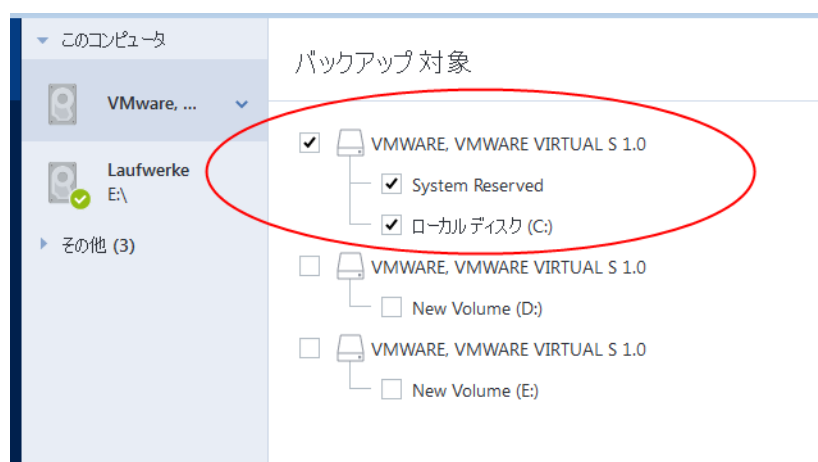 このコンピュータ
VMware, ...
Laufwerke
E:\
その他 (3)
バックアップ対象
VMWARE, VMWARE VIRTUAL S 1.0
System Reserved
ローカル ディスク (C:)
VMWARE, VMWARE VIRTUAL S 1.0
New Volume (D:)
VMWARE, VMWARE VIRTUAL S 1.0
New Volume (E:)